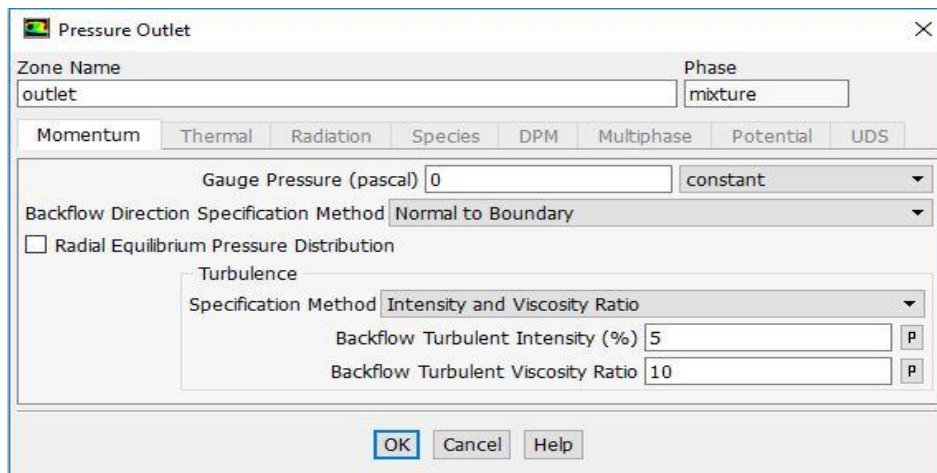 Pressure Outlet
Zone Name Phase
outlet mixture
Momentum Thermal Radiation Species DPM Multiphase Potential UDS
Gauge Pressure (pascal) 0 constant
Backflow Direction Specification Method Normal to Boundary
Radial Equilibrium Pressure Distribution
Turbulence
Specification Method Intensity and Viscosity Ratio
Backflow Turbulent Intensity (%) 5 P
Backflow Turbulent Viscosity Ratio 10 P
OK Cancel Help